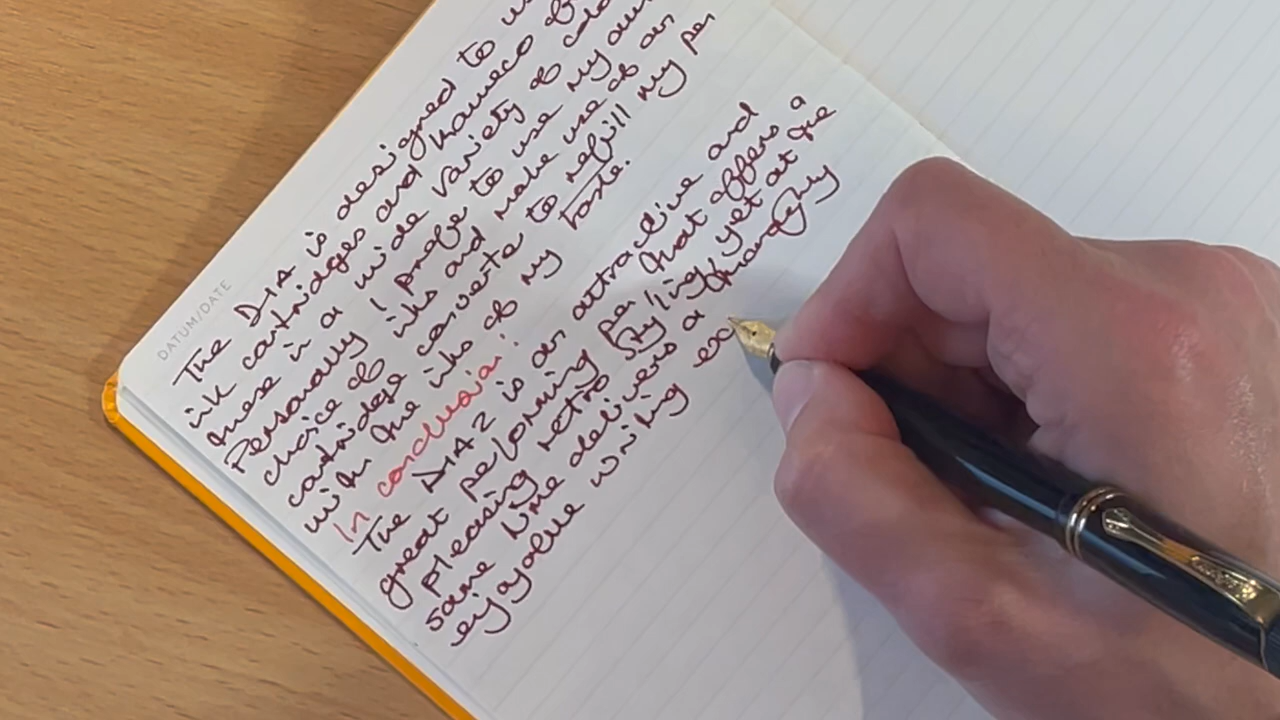 DATUM/DATE
The DIA is designed to
ink cartridges and Kaweco
these in a wide variety of
Personally I prefer to use my own
choice of inks and make use of an
cartridge converter to refill my pen
with the inks of my taste.
In conclusion:
The DIA2 is an attractive and
great performing pen that offers a
pleasing retro styling, yet at the
same time delivers a thoroughly
enjoyable writing